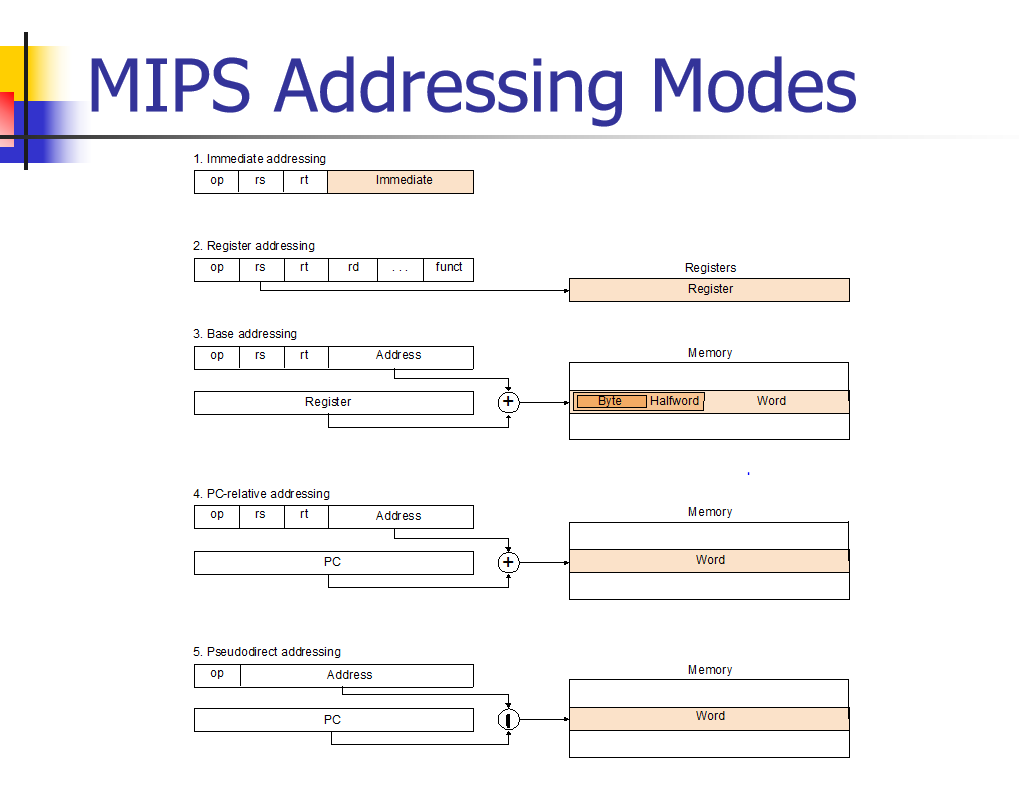 MIPS Addressing Modes
1. Immediate addressing
op rs rt Immediate
2. Register addressing
op rs rt rd . . . funct
Registers
Register
3. Base addressing
op rs rt Address
Memory
Register
+
Byte Halfword Word
4. PC-relative addressing
op rs rt Address
Memory
PC
+
Word
5. Pseudodirect addressing
op Address
Memory
PC
Word